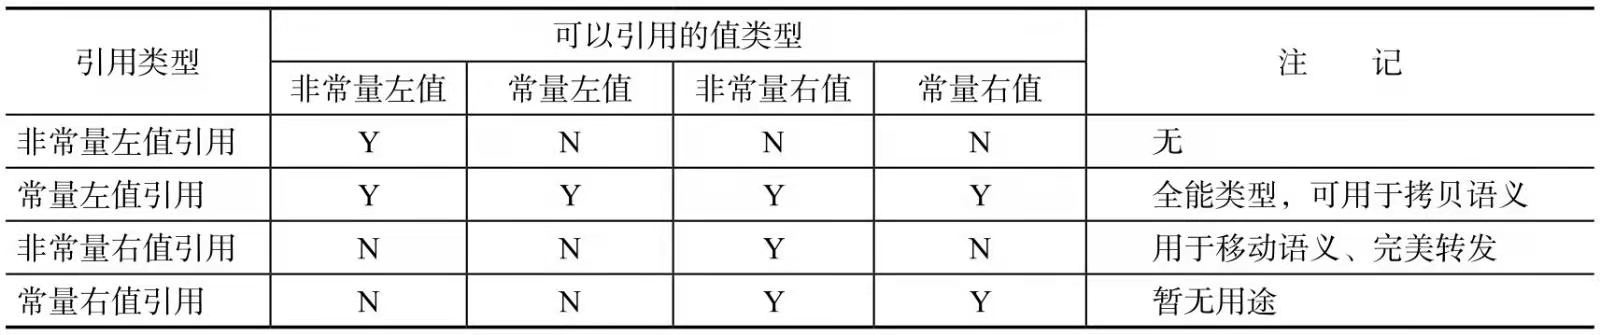 引用类型 可以引用的值类型 注 记
非常量左值 常量左值 非常量右值 常量右值
非常量左值引用 Y N N N 无
常量左值引用 Y Y Y Y 全能类型，可用于拷贝语义
非常量右值引用 N N Y N 用于移动语义、完美转发
常量右值引用 N N Y Y 暂无用途